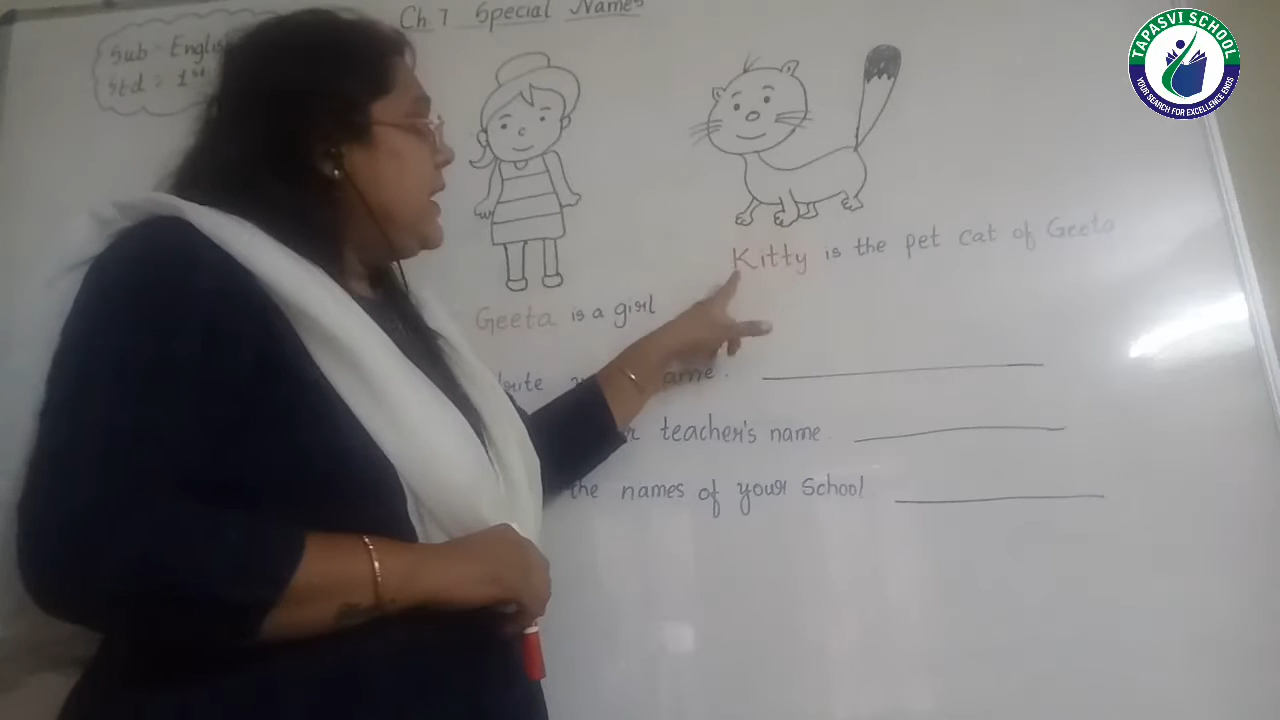 Ch. 7 Special Names
Sub - English
Std = 1st
TAPASVI SCHOOL
YOUR SEARCH FOR EXCELLENCE ENDS
Kitty is the pet cat of Geeta
Geeta is a girl
teacher's name.
the names of your School